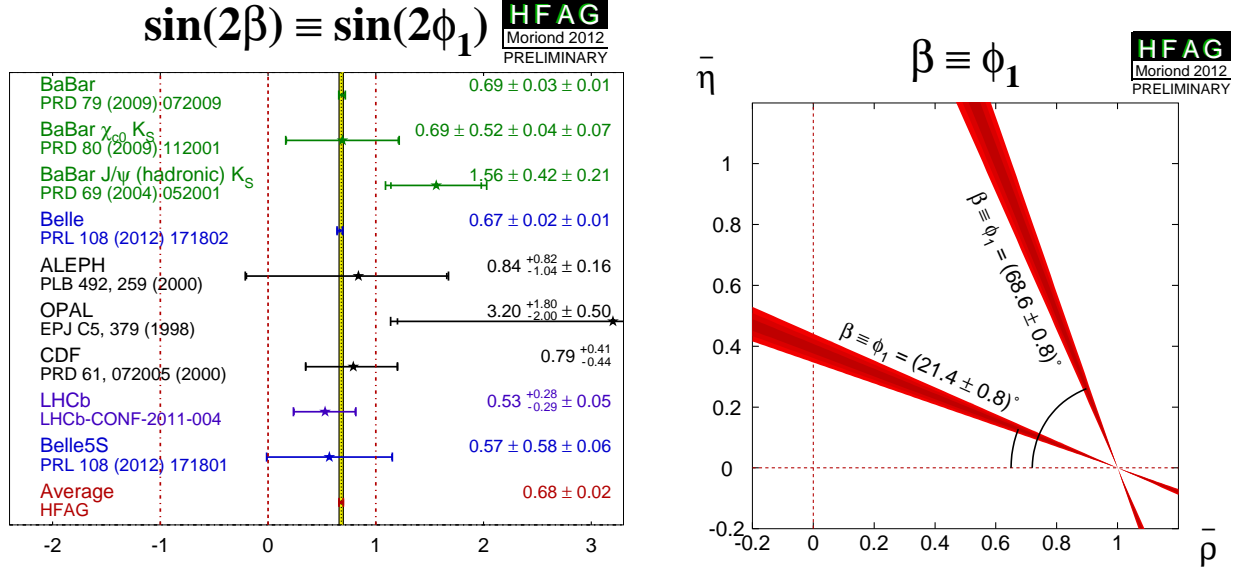 sin(2β) ≡ sin(2ϕ₁)
HFAG
Moriond 2012
PRELIMINARY
BaBar
PRD 79 (2009) 072009
0.69 ± 0.03 ± 0.01
BaBar χc0 KS
PRD 80 (2009) 112001
0.69 ± 0.52 ± 0.04 ± 0.07
BaBar J/ψ (hadronic) KS
PRD 69 (2004) 052001
1.56 ± 0.42 ± 0.21
Belle
PRL 108 (2012) 171802
0.67 ± 0.02 ± 0.01
ALEPH
PLB 492, 259 (2000)
0.84 +0.82 -1.04 ± 0.16
OPAL
EPJ C5, 379 (1998)
3.20 +1.80 -2.00 ± 0.50
CDF
PRD 61, 072005 (2000)
0.79 +0.41 -0.44
LHCb
LHCb-CONF-2011-004
0.53 +0.28 -0.29 ± 0.05
Belle5S
PRL 108 (2012) 171801
0.57 ± 0.58 ± 0.06
Average
HFAG
0.68 ± 0.02
-2 -1 0 1 2 3
β ≡ ϕ₁
HFAG
Moriond 2012
PRELIMINARY
η̄
1
0.8
0.6
0.4
0.2
0
-0.2
β ≡ ϕ₁ = (68.6 ± 0.8)°
β ≡ ϕ₁ = (21.4 ± 0.8)°
-0.2 0 0.2 0.4 0.6 0.8 1
ρ̄